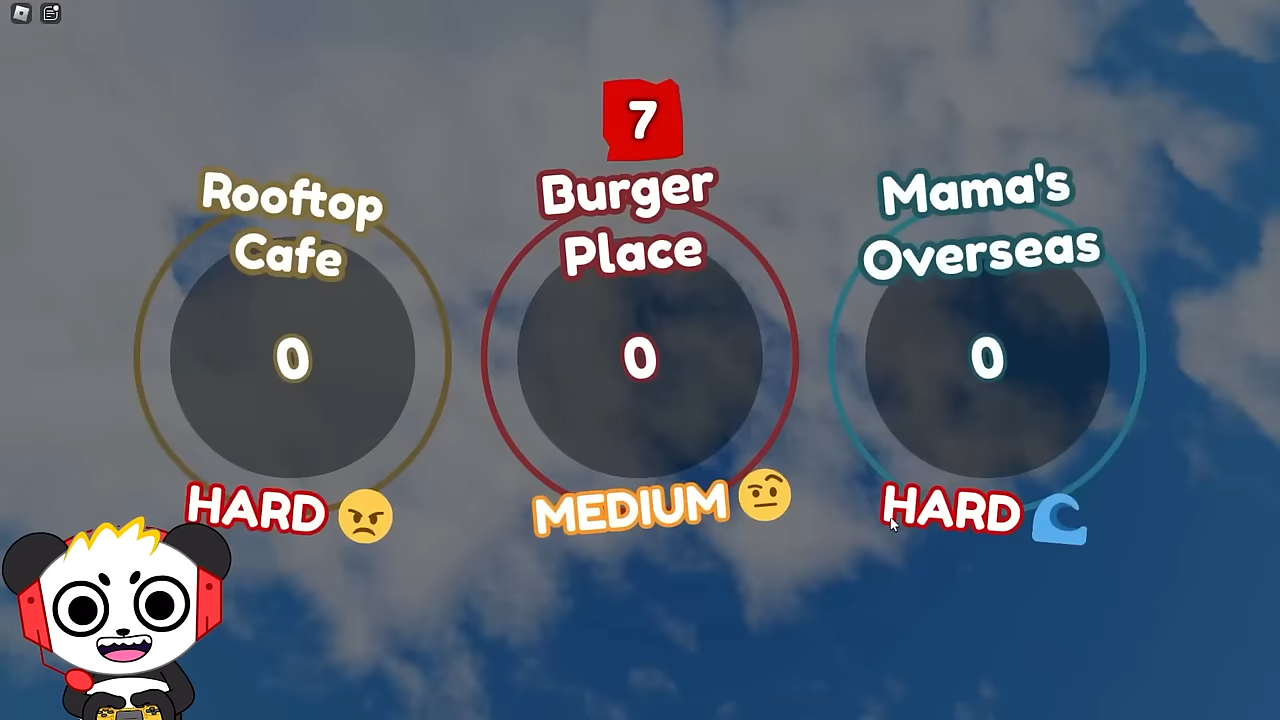 7
Rooftop
Cafe
0
HARD
Burger
Place
0
MEDIUM
Mama's
Overseas
0
HARD